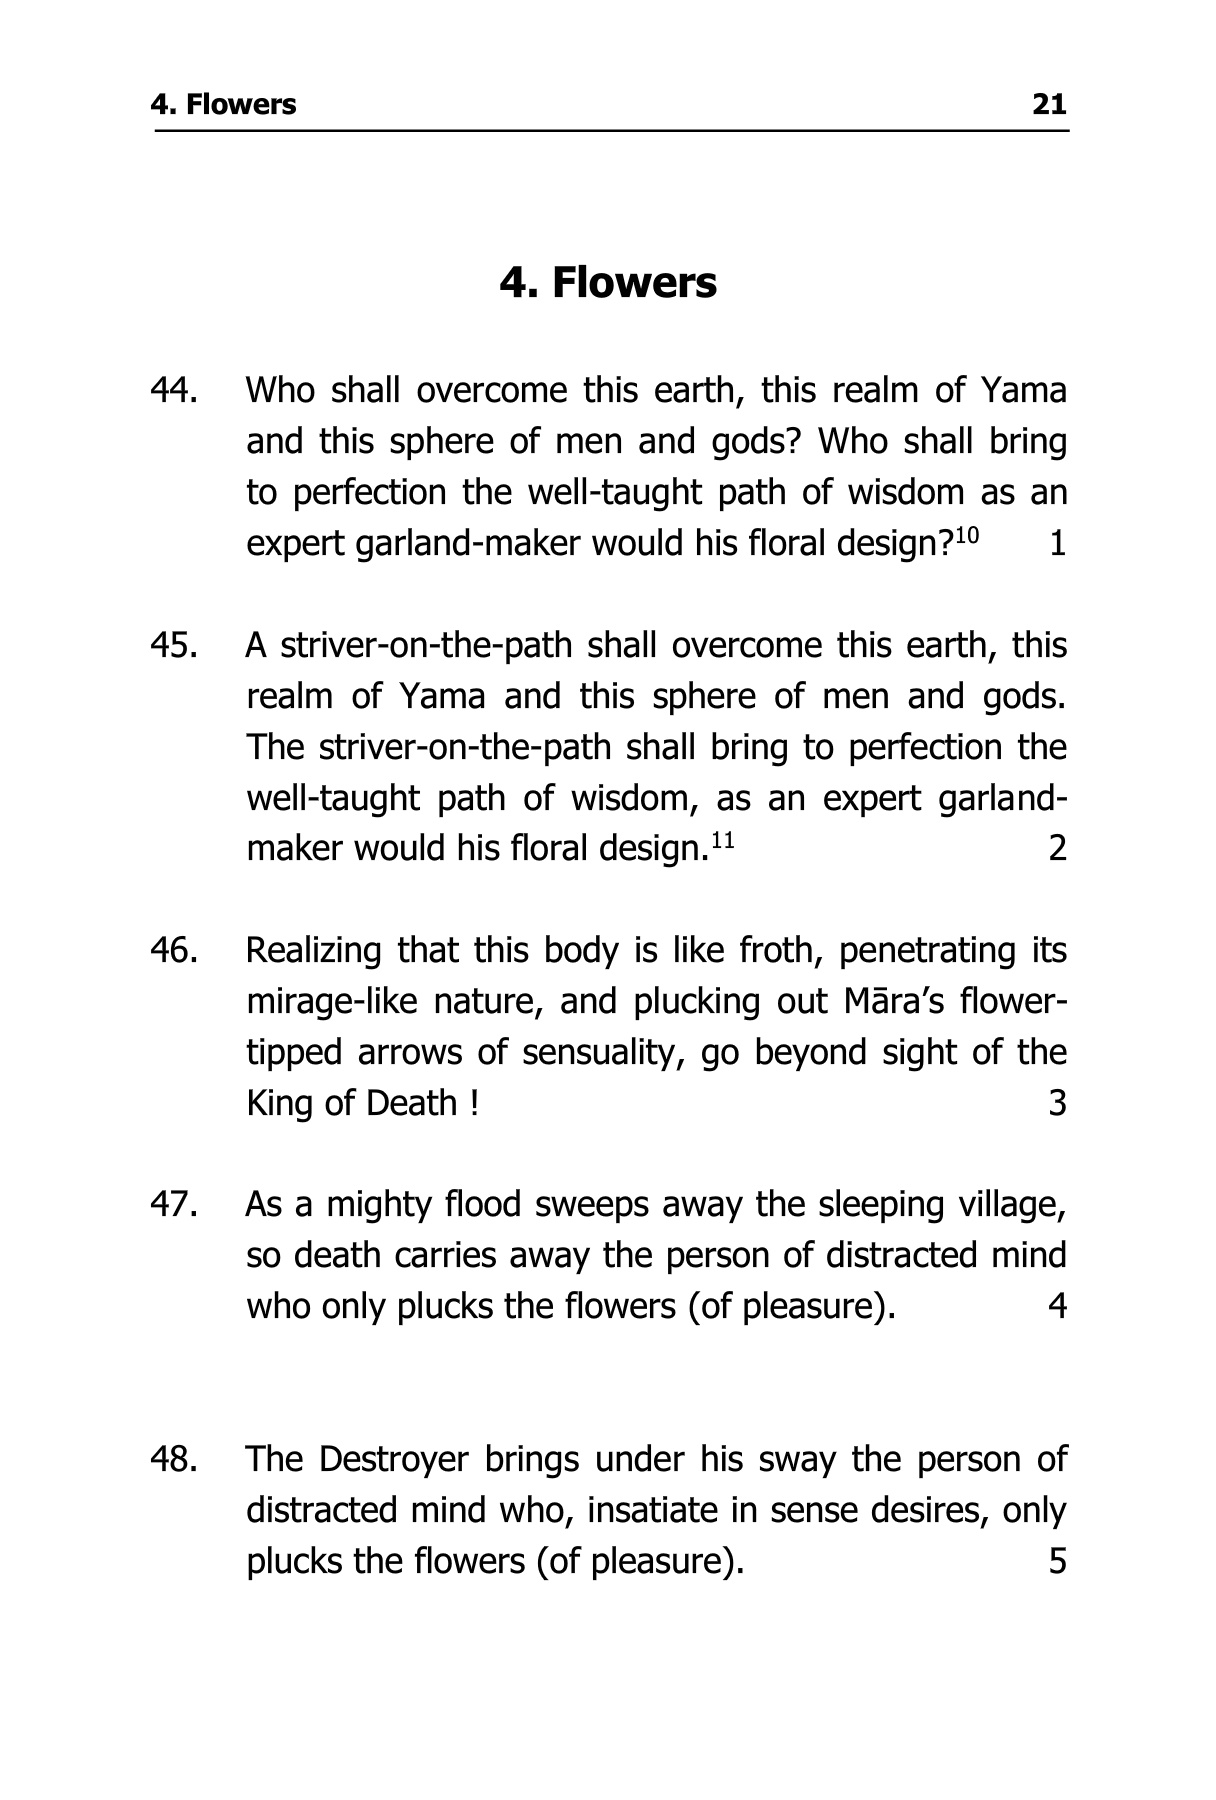 4. Flowers 21
4. Flowers
44. Who shall overcome this earth, this realm of Yama
and this sphere of men and gods? Who shall bring
to perfection the well-taught path of wisdom as an
expert garland-maker would his floral design?¹⁰ 1
45. A striver-on-the-path shall overcome this earth, this
realm of Yama and this sphere of men and gods.
The striver-on-the-path shall bring to perfection the
well-taught path of wisdom, as an expert garland-
maker would his floral design.¹¹ 2
46. Realizing that this body is like froth, penetrating its
mirage-like nature, and plucking out Māra’s flower-
tipped arrows of sensuality, go beyond sight of the
King of Death ! 3
47. As a mighty flood sweeps away the sleeping village,
so death carries away the person of distracted mind
who only plucks the flowers (of pleasure). 4
48. The Destroyer brings under his sway the person of
distracted mind who, insatiate in sense desires, only
plucks the flowers (of pleasure). 5